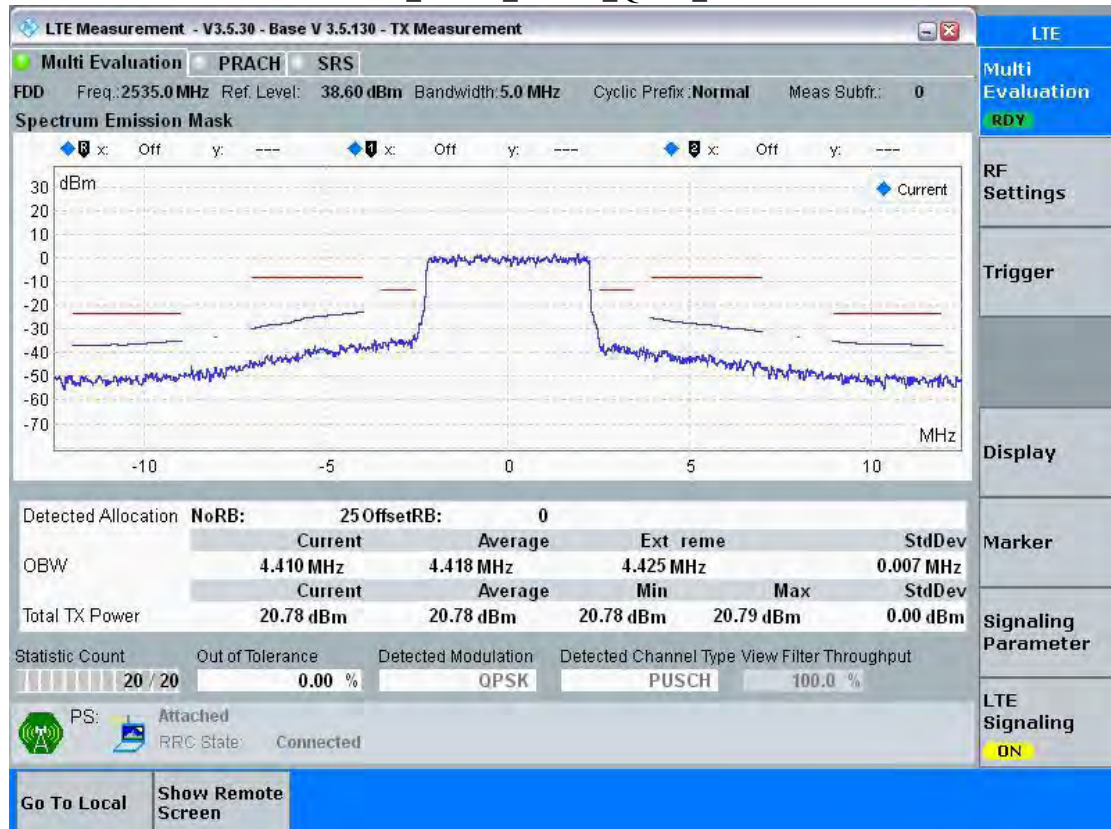 LTE Measurement - V3.5.30 - Base V 3.5.130 - TX Measurement
LTE
Multi Evaluation PRACH SRS
Multi Evaluation
RDY
FDD Freq.:2535.0 MHz Ref. Level: 38.60 dBm Bandwidth:5.0 MHz Cyclic Prefix :Normal Meas Subfr.: 0
Spectrum Emission Mask
R x: Off y: --- 1 x: Off y: --- 2 x: Off y: ---
dBm
Current
30
20
10
0
-10
-20
-30
-40
-50
-60
-70
MHz
-10 -5 0 5 10
RF
Settings
Trigger
Display
Marker
Signaling
Parameter
LTE
Signaling
ON
Detected Allocation NoRB: 25 OffsetRB: 0
Current Average Ext reme StdDev
OBW 4.410 MHz 4.418 MHz 4.425 MHz 0.007 MHz
Current Average Min Max StdDev
Total TX Power 20.78 dBm 20.78 dBm 20.78 dBm 20.79 dBm 0.00 dBm
Statistic Count Out of Tolerance Detected Modulation Detected Channel Type View Filter Throughput
20 / 20 0.00 % QPSK PUSCH 100.0 %
PS: Attached
RRC State: Connected
Go To Local
Show Remote
Screen